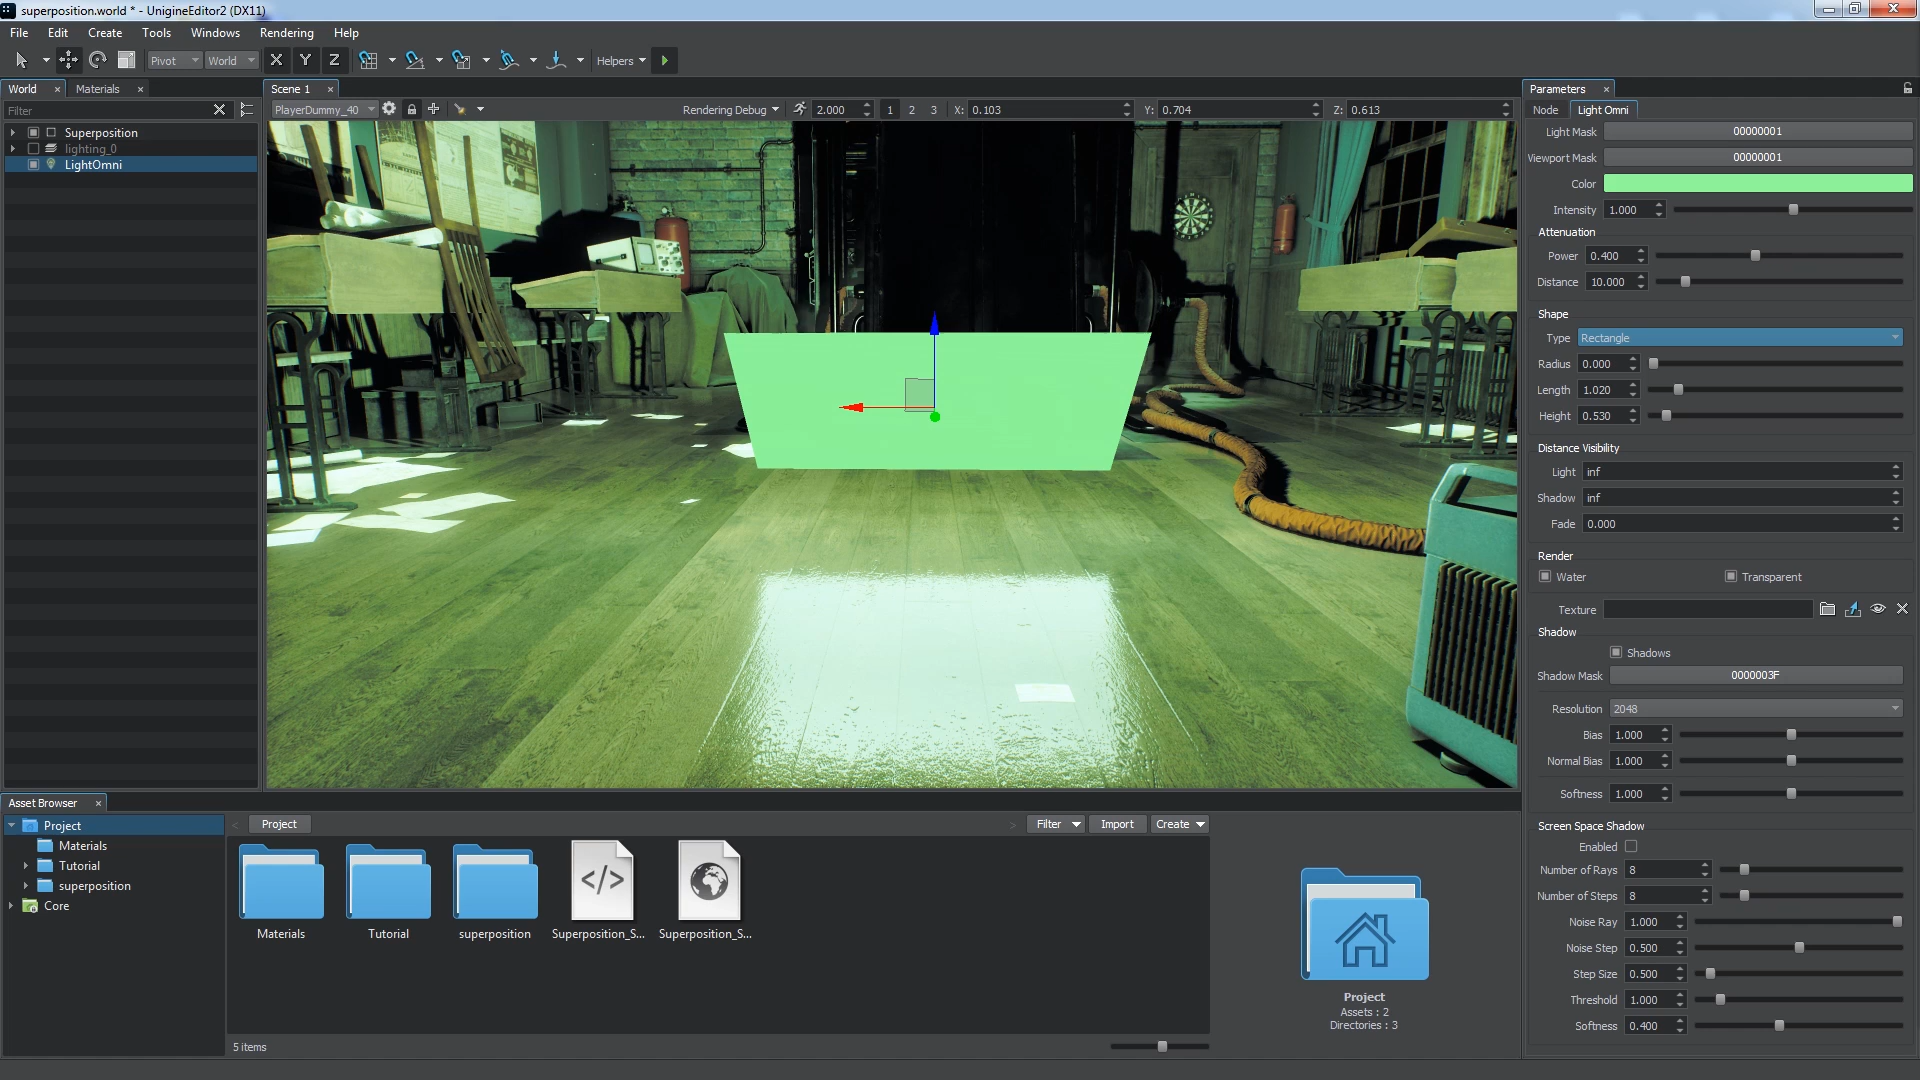 superposition.world * - UnigineEditor2 (DX11)
File Edit Create Tools Windows Rendering Help
Pivot World X Y Z Helpers
World Materials
Filter
Superposition
lighting_0
LightOmni
Scene 1
PlayerDummy_40 Rendering Debug 2.000 1 2 3 X: 0.103 Y: 0.704 Z: 0.613
Parameters
Node Light Omni
Light Mask 00000001
Viewport Mask 00000001
Color
Intensity 1.000
Attenuation
Power 0.400
Distance 10.000
Shape
Type Rectangle
Radius 0.000
Length 1.020
Height 0.530
Distance Visibility
Light inf
Shadow inf
Fade 0.000
Render
Water Transparent
Texture
Shadow
Shadows
Shadow Mask 0000003F
Resolution 2048
Bias 1.000
Normal Bias 1.000
Softness 1.000
Screen Space Shadow
Enabled
Number of Rays 8
Number of Steps 8
Noise Ray 1.000
Noise Step 0.500
Step Size 0.500
Threshold 1.000
Softness 0.400
Asset Browser
Project
Materials
Tutorial
superposition
Core
< Project > Filter Import Create
Materials Tutorial superposition Superposition_S... Superposition_S...
5 items
Project
Assets : 2
Directories : 3